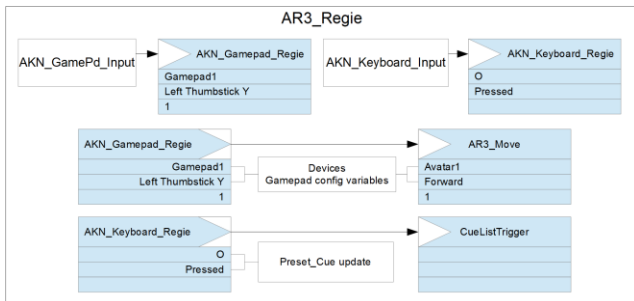 AR3_Regie
AKN_GamePd_Input
AKN_Gamepad_Regie
Gamepad1
Left Thumbstick Y
1
AKN_Keyboard_Input
AKN_Keyboard_Regie
O
Pressed
AKN_Gamepad_Regie
Gamepad1
Left Thumbstick Y
1
Devices
Gamepad config variables
AR3_Move
Avatar1
Forward
1
AKN_Keyboard_Regie
O
Pressed
Preset_Cue update
CueListTrigger